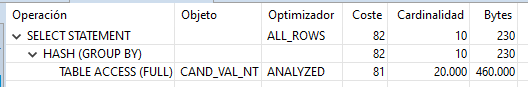 Operación Objeto Optimizador Coste Cardinalidad Bytes
SELECT STATEMENT ALL_ROWS 82 10 230
HASH (GROUP BY) 82 10 230
TABLE ACCESS (FULL) CAND_VAL_NT ANALYZED 81 20.000 460.000